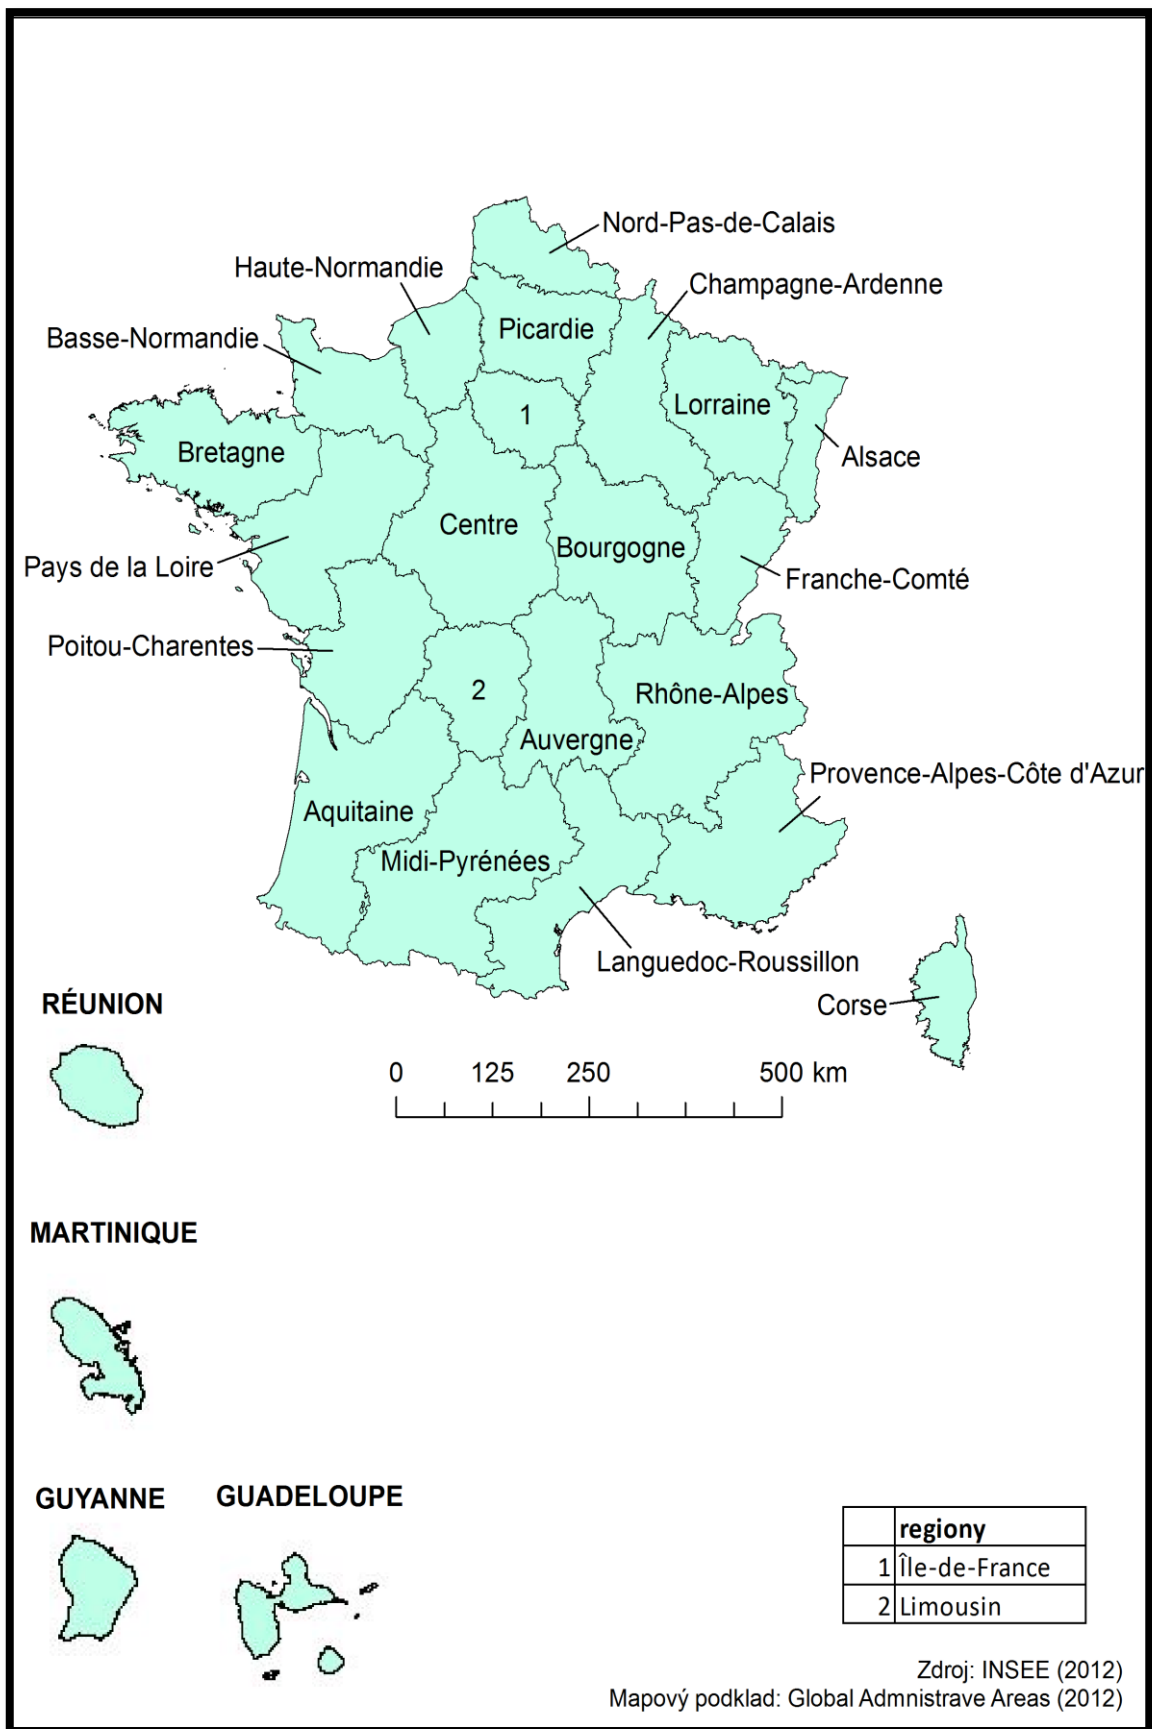 Nord-Pas-de-Calais
Haute-Normandie
Champagne-Ardenne
Picardie
Basse-Normandie
1
Lorraine
Bretagne
Alsace
Centre
Bourgogne
Pays de la Loire
Franche-Comté
Poitou-Charentes
2
Rhône-Alpes
Auvergne
Provence-Alpes-Côte d'Azur
Aquitaine
Midi-Pyrénées
Languedoc-Roussillon
Corse
RÉUNION
0 125 250 500 km
MARTINIQUE
GUYANNE
GUADELOUPE
regiony
1 Île-de-France
2 Limousin
Zdroj: INSEE (2012)
Mapový podklad: Global Admnistrave Areas (2012)